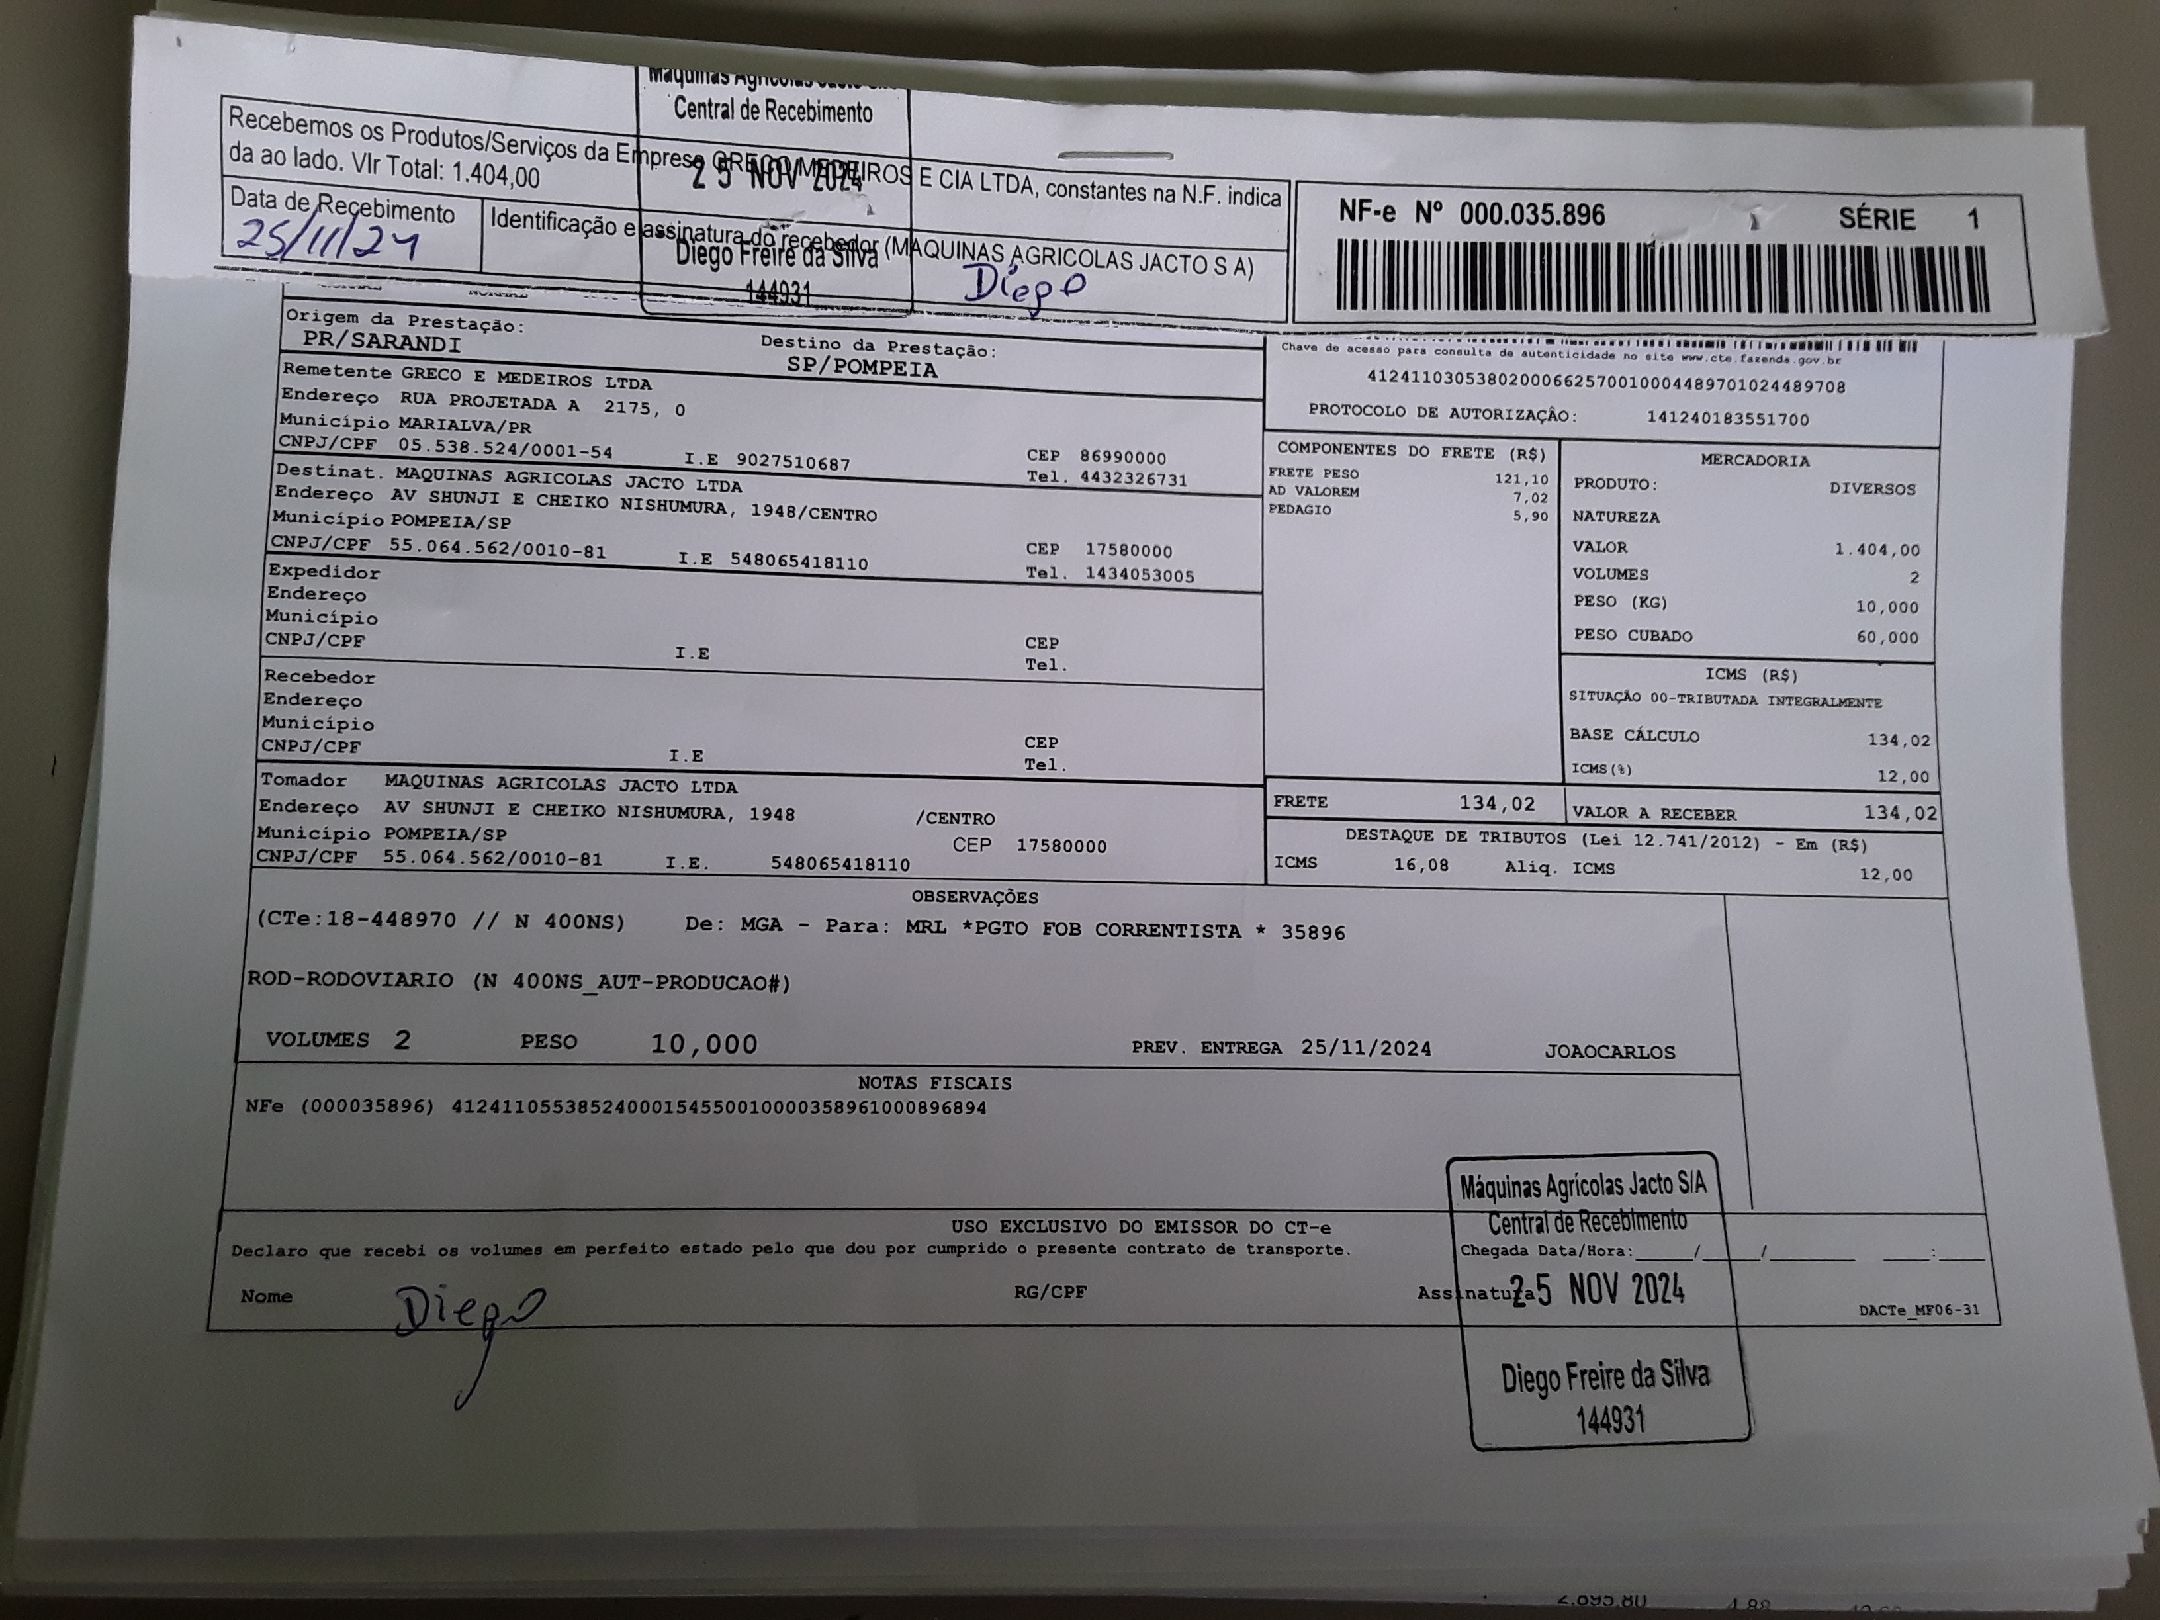 Máquinas Agrícolas Jacto S/A
Central de Recebimento
25 NOV 2024
Diego Freire da Silva
144931
Recebemos os Produtos/Serviços da Empresa GRECO MEDEIROS E CIA LTDA, constantes na N.F. indica
da ao lado. Vlr Total: 1.404,00
Data de Recebimento
25/11/24
Identificação e assinatura do recebedor (MAQUINAS AGRICOLAS JACTO S A)
Diego
NF-e Nº 000.035.896 SÉRIE 1
Origem da Prestação:
PR/SARANDI
Destino da Prestação:
SP/POMPEIA
Remetente GRECO E MEDEIROS LTDA
Endereço RUA PROJETADA A 2175, 0
Município MARIALVA/PR
CNPJ/CPF 05.538.524/0001-54 I.E 9027510687
CEP 86990000
Tel. 4432326731
Destinat. MAQUINAS AGRICOLAS JACTO LTDA
Endereço AV SHUNJI E CHEIKO NISHUMURA, 1948/CENTRO
Município POMPEIA/SP
CNPJ/CPF 55.064.562/0010-81 I.E 548065418110
CEP 17580000
Tel. 1434053005
Expedidor
Endereço
Município
CNPJ/CPF I.E
CEP
Tel.
Recebedor
Endereço
Município
CNPJ/CPF I.E
CEP
Tel.
Tomador MAQUINAS AGRICOLAS JACTO LTDA
Endereço AV SHUNJI E CHEIKO NISHUMURA, 1948 /CENTRO
Município POMPEIA/SP CEP 17580000
CNPJ/CPF 55.064.562/0010-81 I.E. 548065418110
Chave de acesso para consulta de autenticidade no site www.cte.fazenda.gov.br
41241103053802000662570010004489701024489708
PROTOCOLO DE AUTORIZAÇÃO: 141240183551700
COMPONENTES DO FRETE (R$)
FRETE PESO 121,10
AD VALOREM 7,02
PEDAGIO 5,90
MERCADORIA
PRODUTO: DIVERSOS
NATUREZA
VALOR 1.404,00
VOLUMES 2
PESO (KG) 10,000
PESO CUBADO 60,000
ICMS (R$)
SITUAÇÃO 00-TRIBUTADA INTEGRALMENTE
BASE CÁLCULO 134,02
ICMS(%) 12,00
FRETE 134,02
VALOR A RECEBER 134,02
DESTAQUE DE TRIBUTOS (Lei 12.741/2012) - Em (R$)
ICMS 16,08 Aliq. ICMS 12,00
OBSERVAÇÕES
(CTe:18-448970 // N 400NS) De: MGA - Para: MRL *PGTO FOB CORRENTISTA * 35896
ROD-RODOVIARIO (N 400NS_AUT-PRODUCAO#)
VOLUMES 2 PESO 10,000 PREV. ENTREGA 25/11/2024 JOAOCARLOS
NOTAS FISCAIS
NFe (000035896) 41241105538524000154550010000358961000896894
USO EXCLUSIVO DO EMISSOR DO CT-e
Declaro que recebi os volumes em perfeito estado pelo que dou por cumprido o presente contrato de transporte.
Chegada Data/Hora:____/____/______ __:__
Nome Diego RG/CPF Assinatura
DACTe_MF06-31
Máquinas Agrícolas Jacto S/A
Central de Recebimento
25 NOV 2024
Diego Freire da Silva
144931